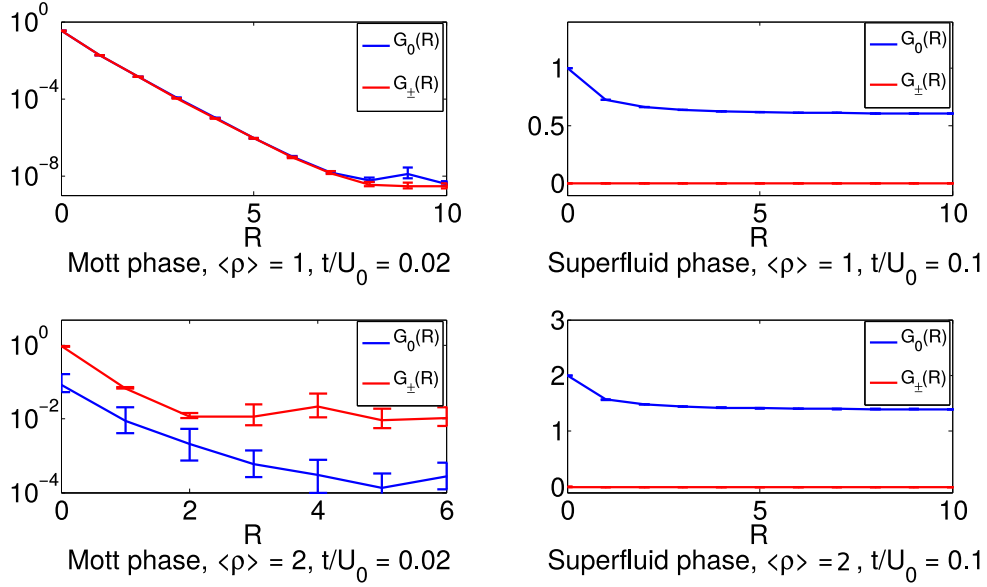 10^0
10^-4
10^-8
G_0(R)
G_±(R)
0 5 10
R
Mott phase, <ρ> = 1, t/U_0 = 0.02
1
0.5
0
G_0(R)
G_±(R)
0 5 10
R
Superfluid phase, <ρ> = 1, t/U_0 = 0.1
10^0
10^-2
10^-4
G_0(R)
G_±(R)
0 2 4 6
R
Mott phase, <ρ> = 2, t/U_0 = 0.02
3
2
1
0
G_0(R)
G_±(R)
0 5 10
R
Superfluid phase, <ρ> = 2 , t/U_0 = 0.1